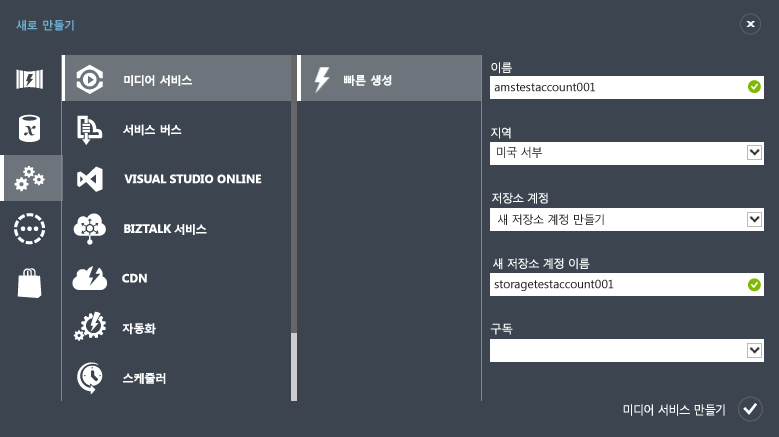 새로 만들기
미디어 서비스
서비스 버스
VISUAL STUDIO ONLINE
BIZTALK 서비스
CDN
자동화
스케줄러
빠른 생성
이름
amstestaccount001
지역
미국 서부
저장소 계정
새 저장소 계정 만들기
새 저장소 계정 이름
storagetestaccount001
구독
미디어 서비스 만들기